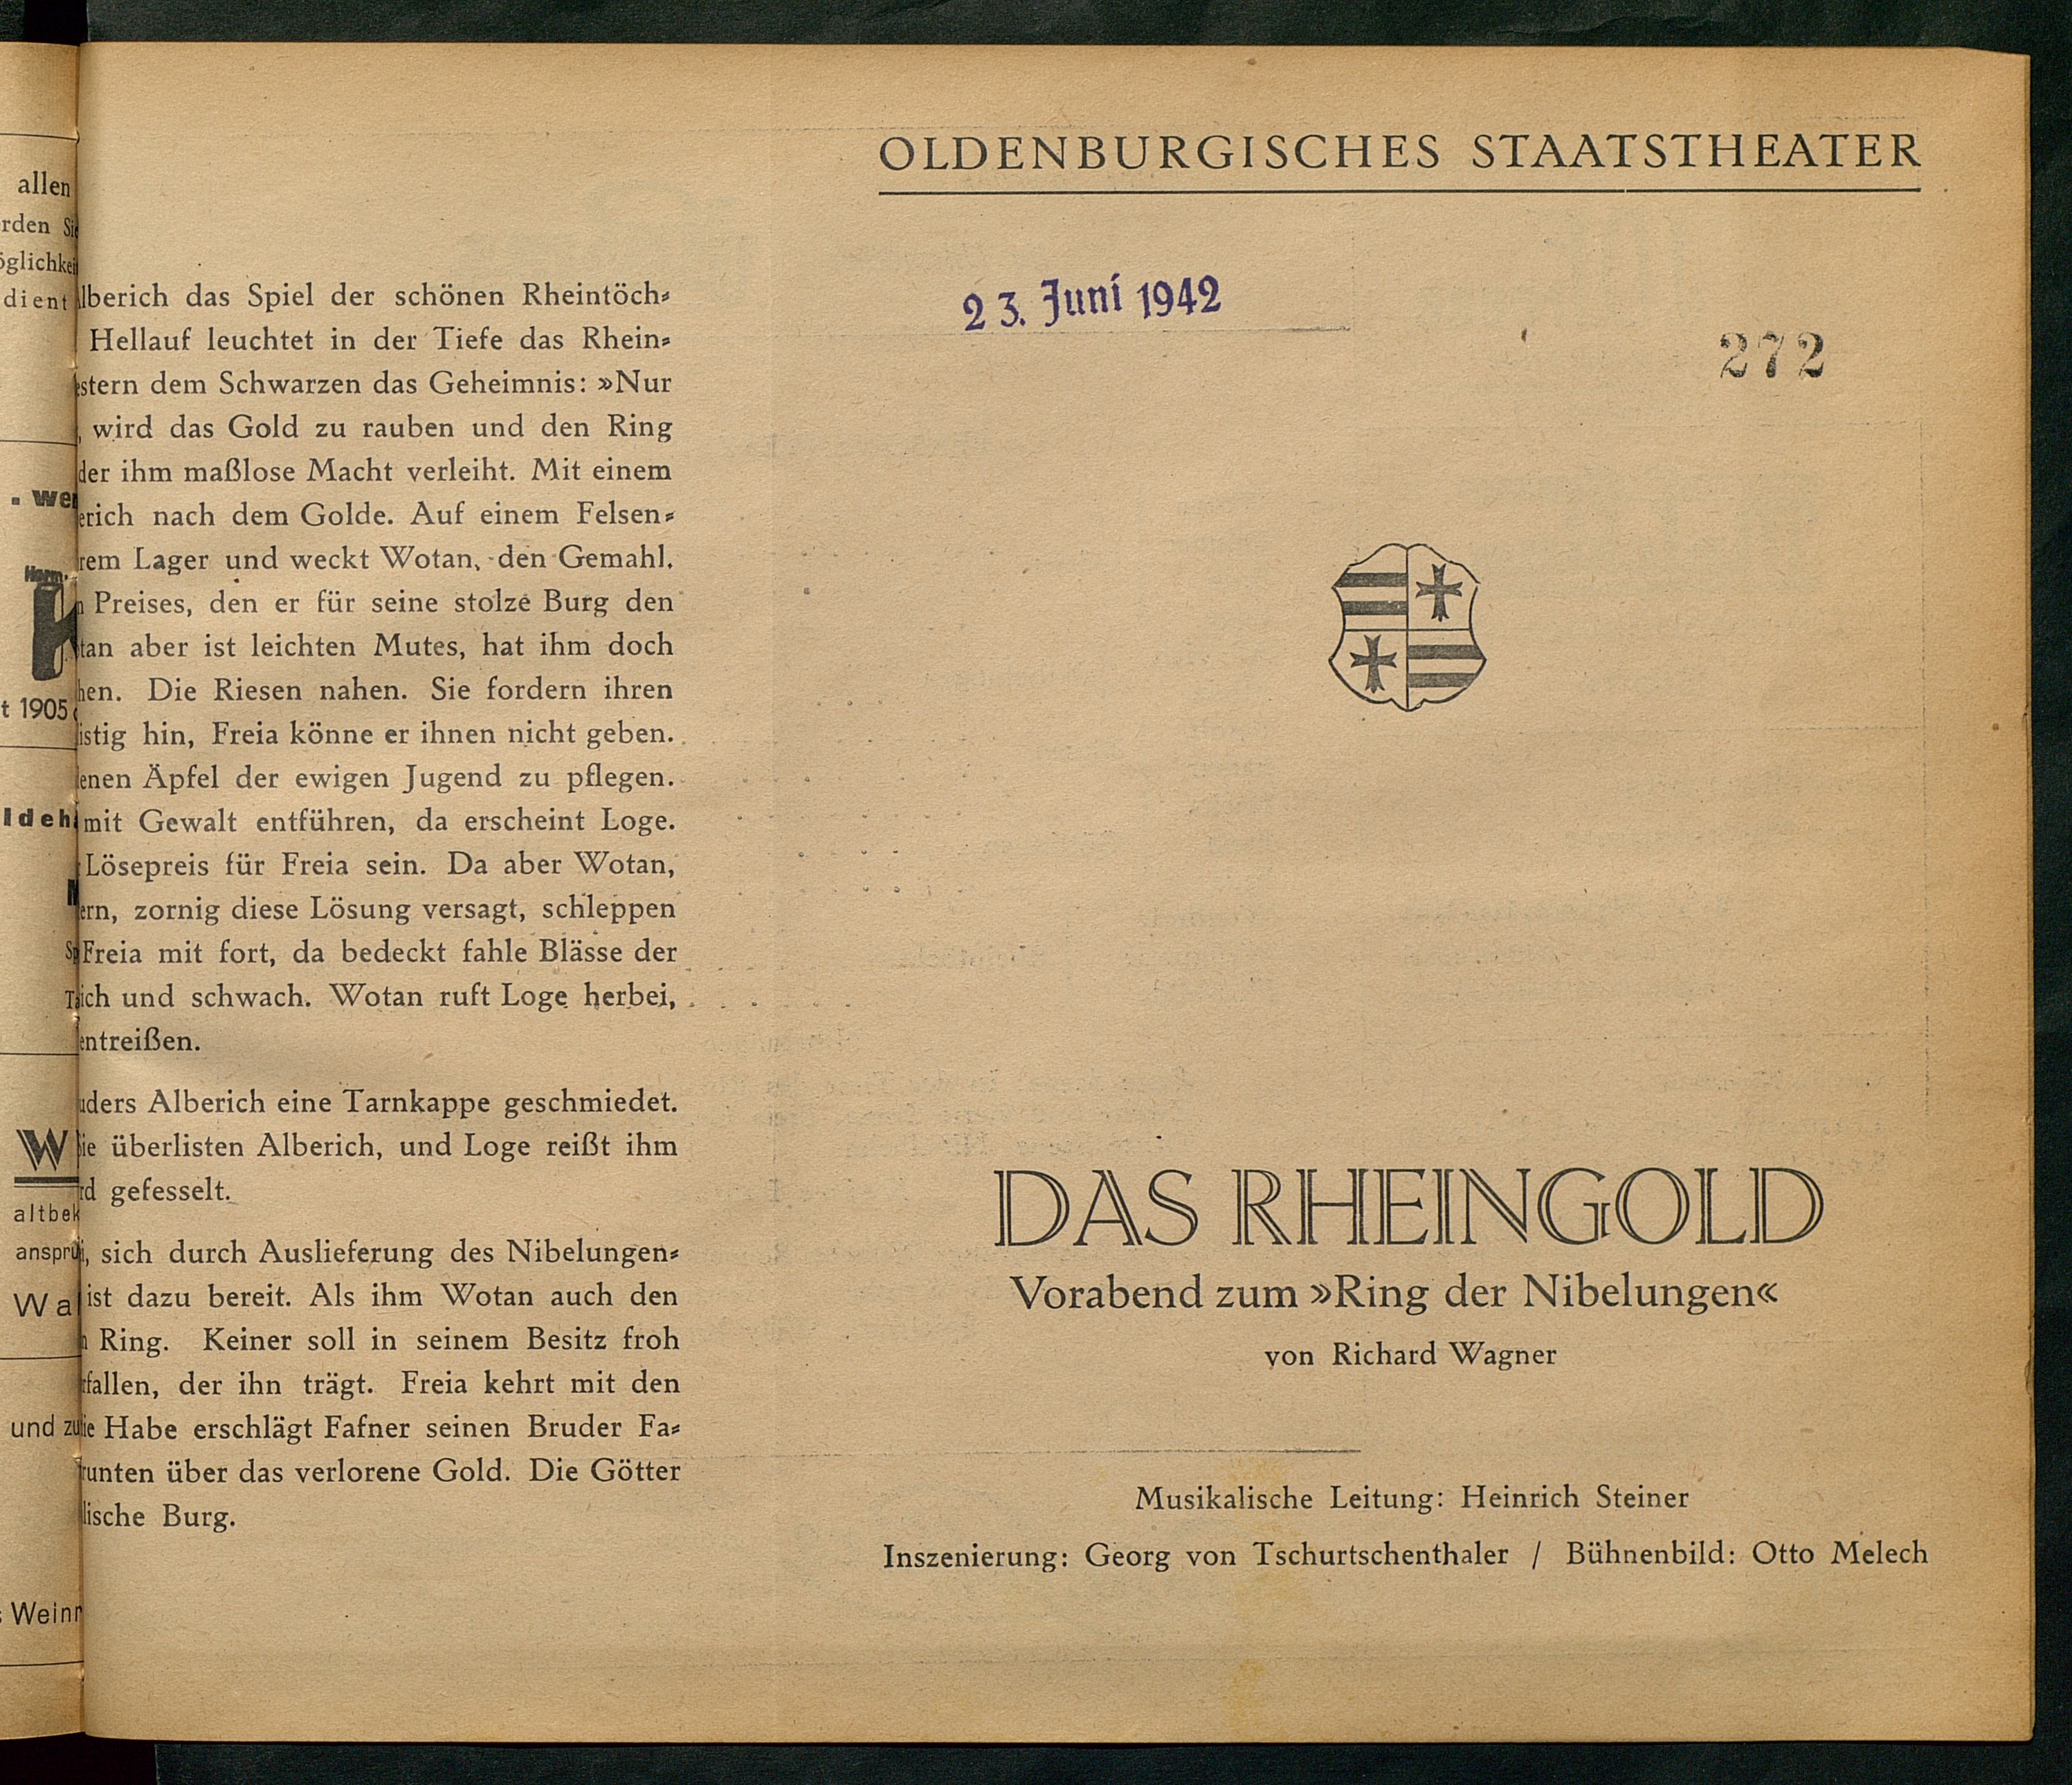 allen
rden Sie
öglichkei
dient
. wer
Herm.
t 1905
ldeh
W
altbek
anspru
Wal
und zu
Wein
lberich das Spiel der schönen Rheintöch⸗
Hellauf leuchtet in der Tiefe das Rhein⸗
stern dem Schwarzen das Geheimnis: »Nur
, wird das Gold zu rauben und den Ring
der ihm maßlose Macht verleiht. Mit einem
erich nach dem Golde. Auf einem Felsen⸗
rem Lager und weckt Wotan, den Gemahl.
n Preises, den er für seine stolze Burg den
tan aber ist leichten Mutes, hat ihm doch
hen. Die Riesen nahen. Sie fordern ihren
istig hin, Freia könne er ihnen nicht geben.
enen Äpfel der ewigen Jugend zu pflegen.
mit Gewalt entführen, da erscheint Loge.
Lösepreis für Freia sein. Da aber Wotan,
ern, zornig diese Lösung versagt, schleppen
Freia mit fort, da bedeckt fahle Blässe der
ich und schwach. Wotan ruft Loge herbei,
entreißen.
uders Alberich eine Tarnkappe geschmiedet.
ie überlisten Alberich, und Loge reißt ihm
rd gefesselt.
i, sich durch Auslieferung des Nibelungen⸗
ist dazu bereit. Als ihm Wotan auch den
n Ring. Keiner soll in seinem Besitz froh
fallen, der ihn trägt. Freia kehrt mit den
ie Habe erschlägt Fafner seinen Bruder Fa⸗
runten über das verlorene Gold. Die Götter
lische Burg.
OLDENBURGISCHES STAATSTHEATER
23. Juni 1942
272
DAS RHEINGOLD
Vorabend zum »Ring der Nibelungen«
von Richard Wagner
Musikalische Leitung: Heinrich Steiner
Inszenierung: Georg von Tschurtschenthaler / Bühnenbild: Otto Melech